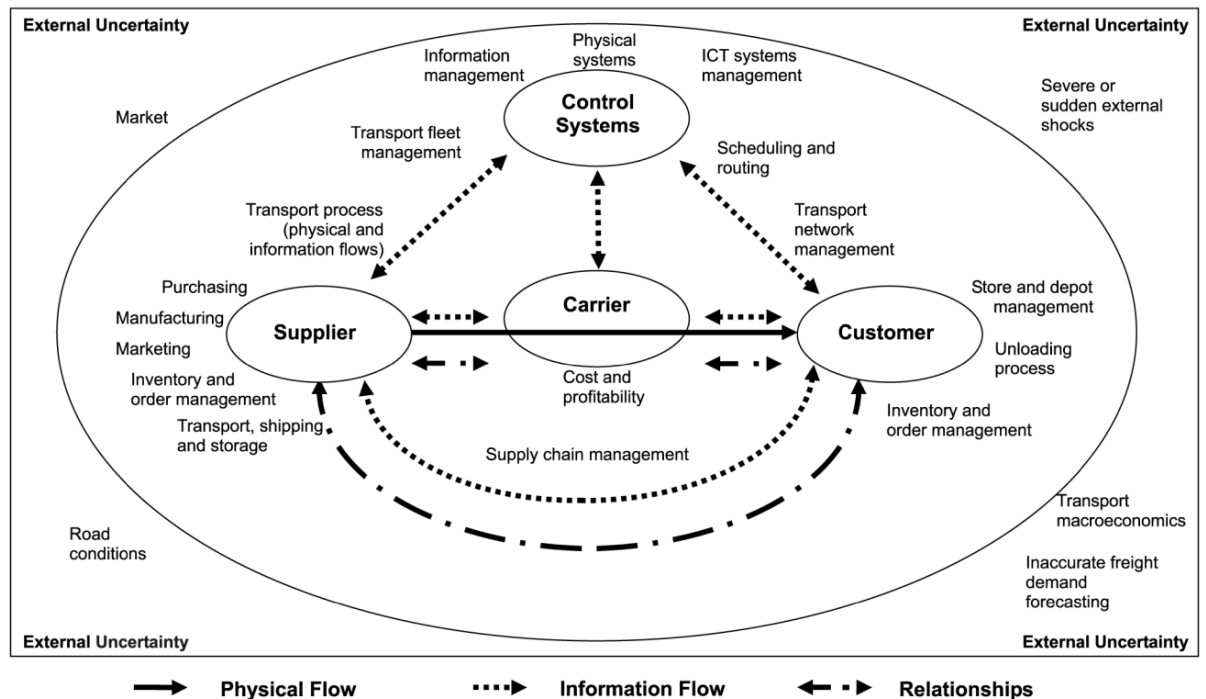 External Uncertainty
External Uncertainty
Physical
systems
Information
management
ICT systems
management
Severe or
sudden external
shocks
Control
Systems
Market
Transport fleet
management
Scheduling and
routing
Transport process
(physical and
information flows)
Transport
network
management
Purchasing
Manufacturing
Marketing
Inventory and
order management
Transport, shipping
and storage
Supplier
Carrier
Cost and
profitability
Customer
Store and depot
management
Unloading
process
Inventory and
order management
Supply chain management
Road
conditions
Transport
macroeconomics
Inaccurate freight
demand
forecasting
External Uncertainty
External Uncertainty
Physical Flow
Information Flow
Relationships